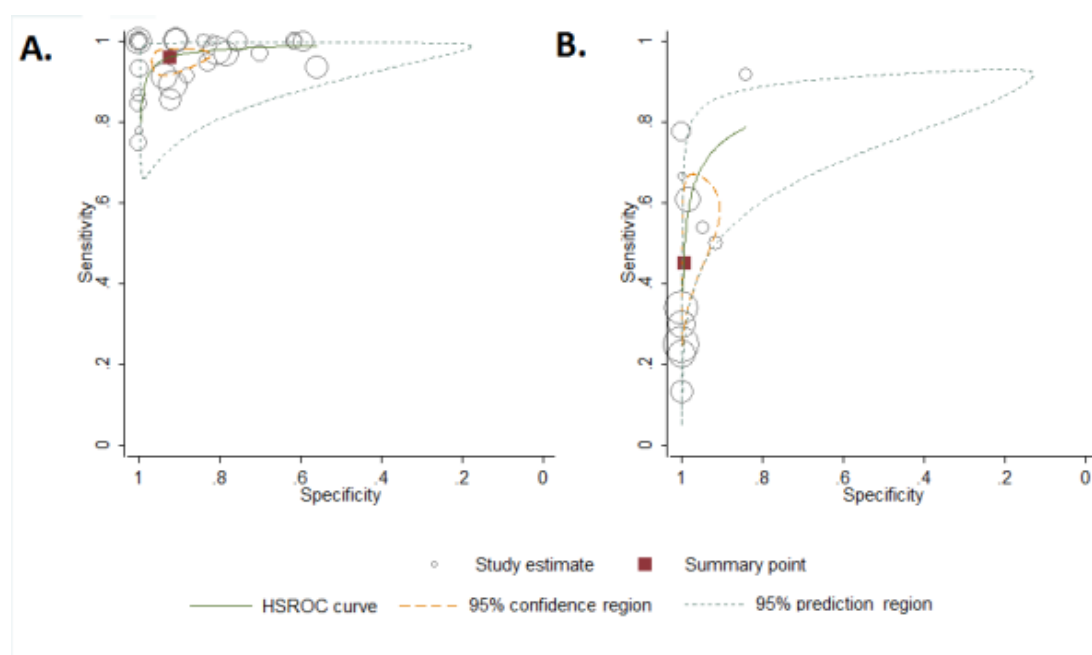 A.
B.
1
.8
.6
.4
.2
0
Sensitivity
1
.8
.6
.4
.2
0
Specificity
1
.8
.6
.4
.2
0
Sensitivity
1
.8
.6
.4
.2
0
Specificity
Study estimate
Summary point
HSROC curve
95% confidence region
95% prediction region